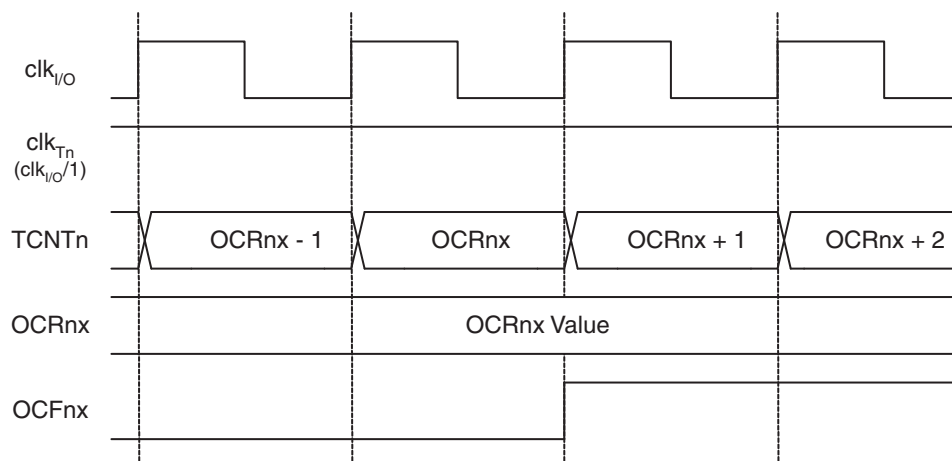 clkI/O
clkTn
(clkI/O/1)
TCNTn OCRnx - 1 OCRnx OCRnx + 1 OCRnx + 2
OCRnx OCRnx Value
OCFnx